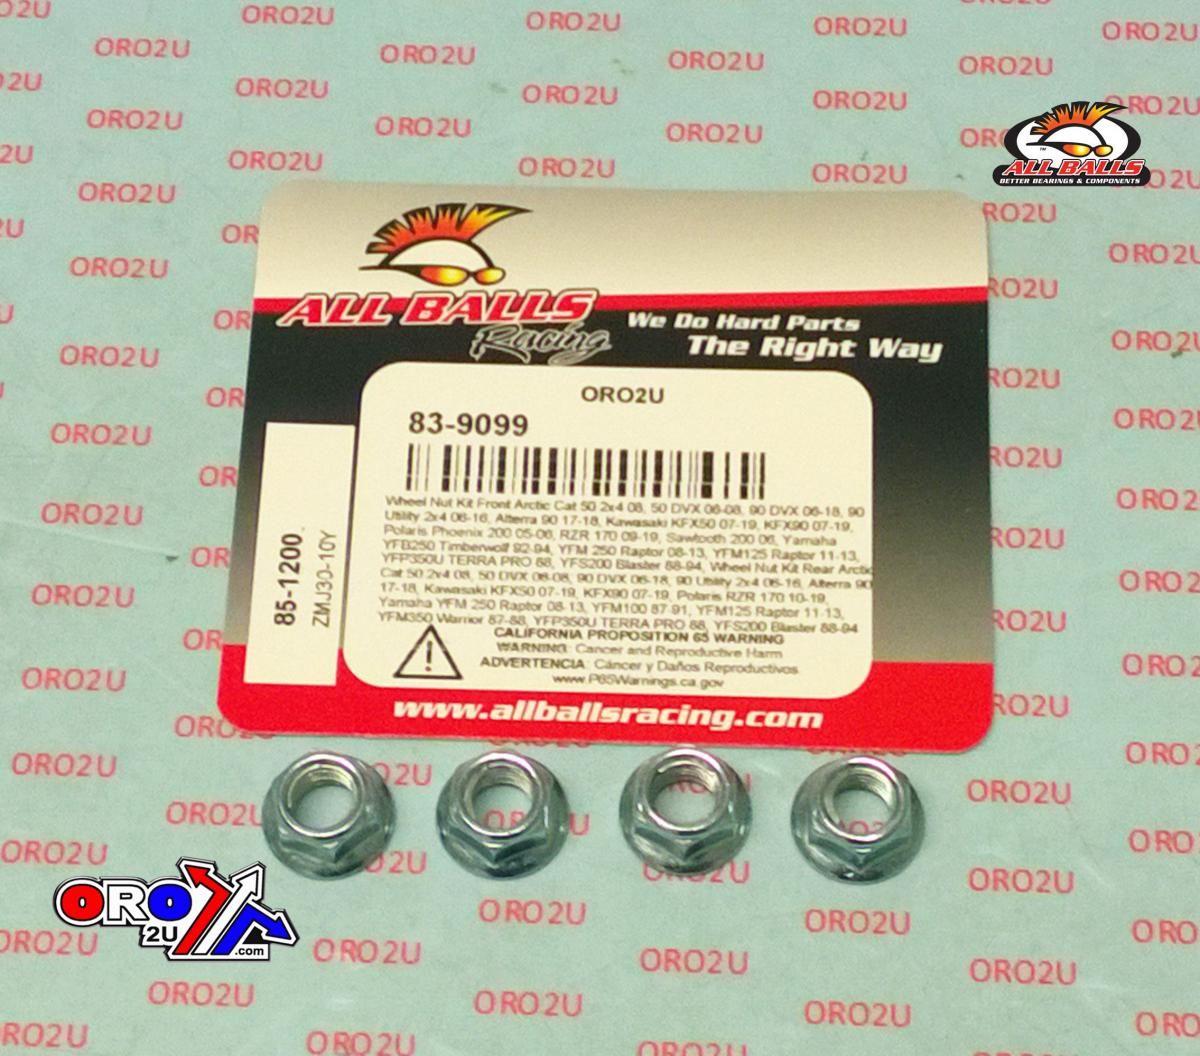 ALL BALLS
BETTER BEARINGS & COMPONENTS
ALL BALLS
Racing
We Do Hard Parts
The Right Way
ORO2U
83-9099
Wheel Nut Kit Front Arctic Cat 50 2x4 08, 50 DVX 06-08, 90 DVX 06-18, 90
Utility 2x4 06-16, Alterra 90 17-18, Kawasaki KFX50 07-19, KFX90 07-19,
Polaris Phoenix 200 05-06, RZR 170 09-19, Sawtooth 200 06, Yamaha
YFB250 Timberwolf 92-94, YFM 250 Raptor 08-13, YFM125 Raptor 11-13,
YFP350U TERRA PRO 88, YFS200 Blaster 88-94, Wheel Nut Kit Rear Arctic
Cat 50 2x4 08, 50 DVX 06-08, 90 DVX 06-18, 90 Utility 2x4 06-16, Alterra 90
17-18, Kawasaki KFX50 07-19, KFX90 07-19, Polaris RZR 170 10-19,
Yamaha YFM 250 Raptor 08-13, YFM100 87-91, YFM125 Raptor 11-13,
YFM350 Warrior 87-88, YFP350U TERRA PRO 88, YFS200 Blaster 88-94
CALIFORNIA PROPOSITION 65 WARNING
WARNING: Cancer and Reproductive Harm
ADVERTENCIA: Cáncer y Daños Reproductivos
www.P65Warnings.ca.gov
85-1200
ZMJ30-10Y
www.allballsracing.com
ORO
2U
.com